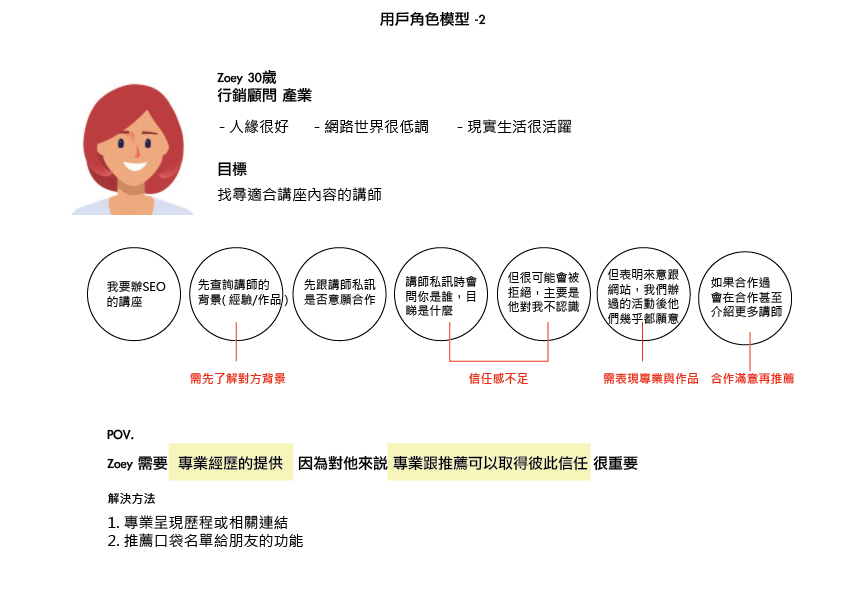 用戶角色模型 -2
Zoey 30歲
行銷顧問 產業
- 人緣很好 - 網路世界很低調 - 現實生活很活躍
目標
找尋適合講座內容的講師
我要辦SEO
的講座
先查詢講師的
背景( 經驗/作品 )
先跟講師私訊
是否意願合作
講師私訊時會
問你是誰，目
睇是什麼
但很可能會被
拒絕，主要是
他對我不認識
但表明來意跟
網站，我們辦
過的活動後他
們幾乎都願意
如果合作過
會在合作甚至
介紹更多講師
需先了解對方背景
信任感不足
需表現專業與作品
合作滿意再推薦
POV.
Zoey 需要 專業經歷的提供 因為對他來説 專業跟推薦可以取得彼此信任 很重要
解決方法
1. 專業呈現歷程或相關連結
2. 推薦口袋名單給朋友的功能